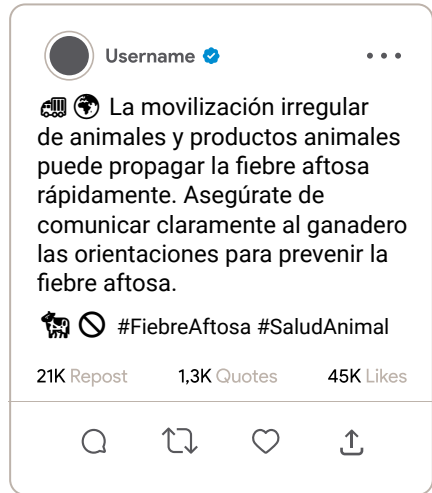 Username
🚛 🌍 La movilización irregular
de animales y productos animales
puede propagar la fiebre aftosa
rápidamente. Asegúrate de
comunicar claramente al ganadero
las orientaciones para prevenir la
fiebre aftosa.
🐄 🚫 #FiebreAftosa #SaludAnimal
21K Repost 1,3K Quotes 45K Likes